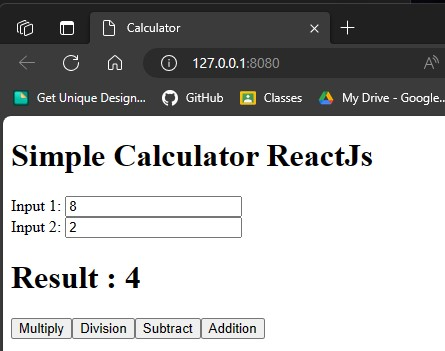 Calculator
127.0.0.1:8080
Get Unique Design... GitHub Classes My Drive - Google...
Simple Calculator ReactJs
Input 1: 8
Input 2: 2
Result : 4
Multiply Division Subtract Addition